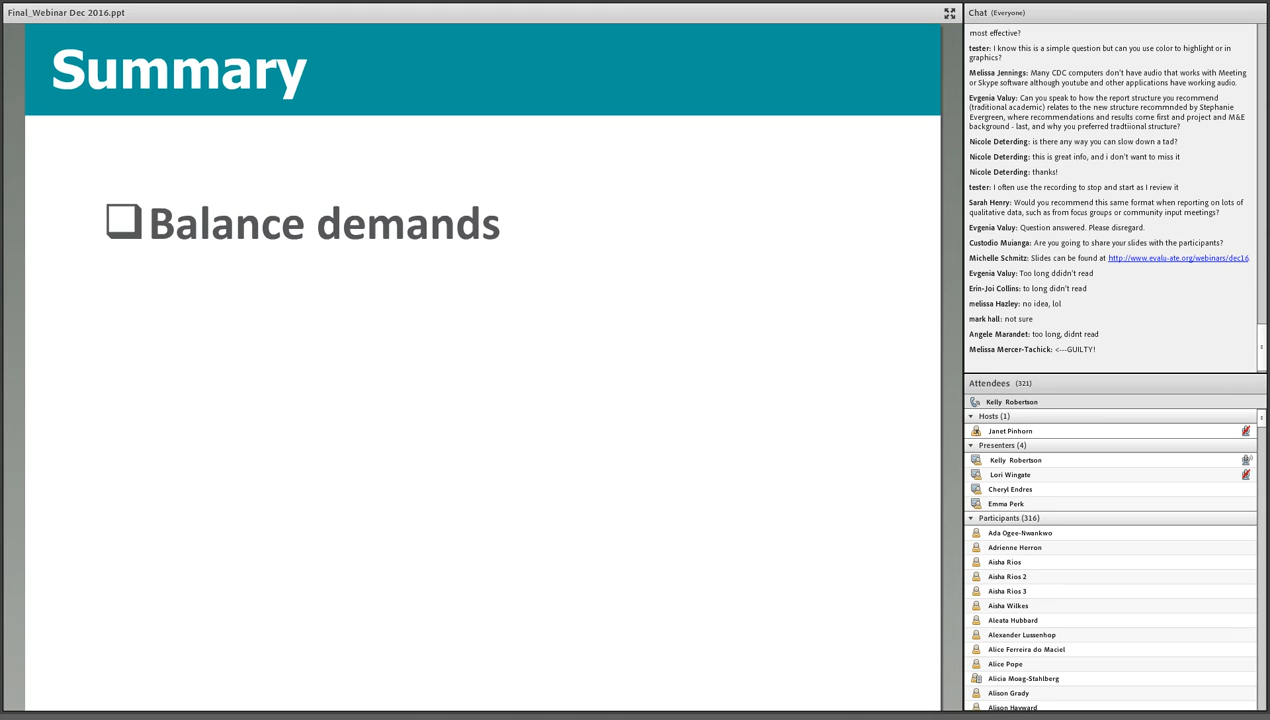 Final_Webinar Dec 2016.ppt
Summary
Balance demands
Chat (Everyone)
most effective?
tester: I know this is a simple question but can you use color to highlight or in
graphics?
Melissa Jennings: Many CDC computers don't have audio that works with Meeting
or Skype software although youtube and other applications have working audio.
Evgenia Valuy: Can you speak to how the report structure you recommend
(traditional academic) relates to the new structure recommnded by Stephanie
Evergreen, where recommendations and results come first and project and M&E
background - last, and why you preferred tradtiional structure?
Nicole Deterding: is there any way you can slow down a tad?
Nicole Deterding: this is great info, and i don't want to miss it
Nicole Deterding: thanks!
tester: I often use the recording to stop and start as I review it
Sarah Henry: Would you recommend this same format when reporting on lots of
qualitative data, such as from focus groups or community input meetings?
Evgenia Valuy: Question answered. Please disregard.
Custodio Muianga: Are you going to share your slides with the participants?
Michelle Schmitz: Slides can be found at http://www.evalu-ate.org/webinars/dec16.
Evgenia Valuy: Too long ddidn't read
Erin-Joi Collins: to long didn't read
melissa Hazley: no idea, lol
mark hall: not sure
Angele Marandet: too long, didnt read
Melissa Mercer-Tachick: <---GUILTY!
Attendees (321)
Kelly Robertson
Hosts (1)
Janet Pinhorn
Presenters (4)
Kelly Robertson
Lori Wingate
Cheryl Endres
Emma Perk
Participants (316)
Ada Ogee-Nwankwo
Adrienne Herron
Aisha Rios
Aisha Rios 2
Aisha Rios 3
Aisha Wilkes
Aleata Hubbard
Alexander Lussenhop
Alice Ferreira do Maciel
Alice Pope
Alicia Moag-Stahlberg
Alison Grady
Alison Hayward